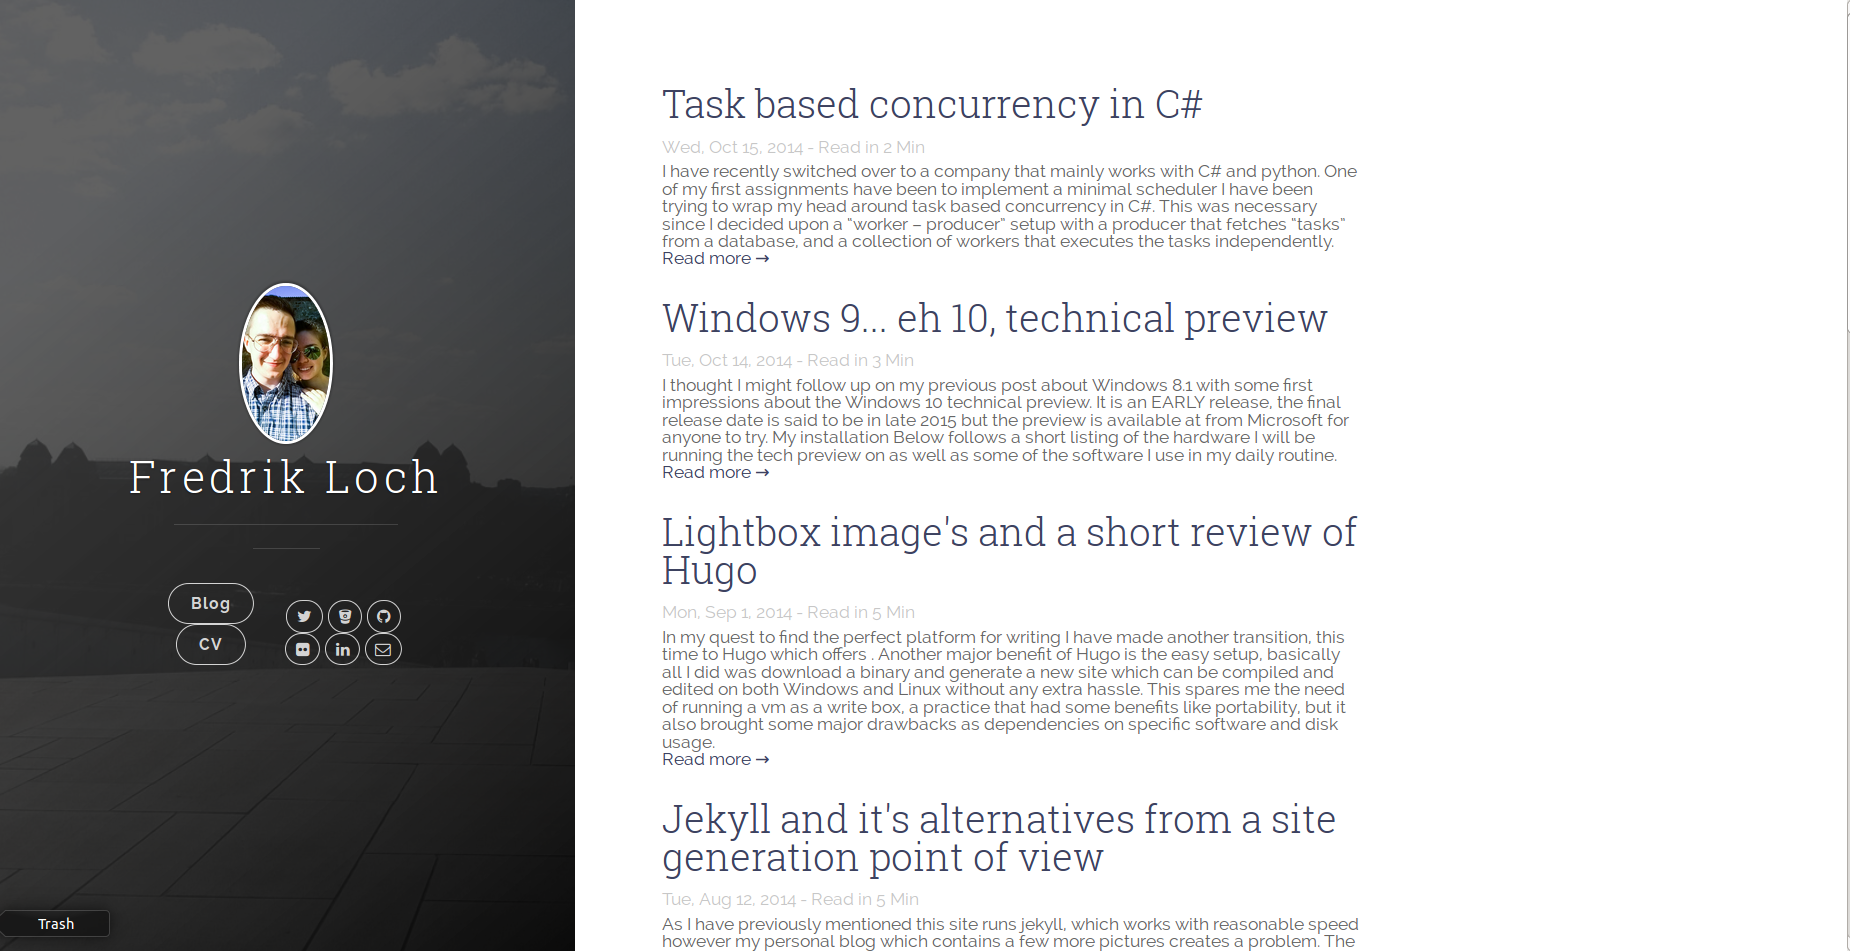 Fredrik Loch
Blog
CV
Trash
Task based concurrency in C#
Wed, Oct 15, 2014 - Read in 2 Min
I have recently switched over to a company that mainly works with C# and python. One
of my first assignments have been to implement a minimal scheduler I have been
trying to wrap my head around task based concurrency in C#. This was necessary
since I decided upon a “worker – producer” setup with a producer that fetches “tasks”
from a database, and a collection of workers that executes the tasks independently.
Read more →
Windows 9... eh 10, technical preview
Tue, Oct 14, 2014 - Read in 3 Min
I thought I might follow up on my previous post about Windows 8.1 with some first
impressions about the Windows 10 technical preview. It is an EARLY release, the final
release date is said to be in late 2015 but the preview is available at from Microsoft for
anyone to try. My installation Below follows a short listing of the hardware I will be
running the tech preview on as well as some of the software I use in my daily routine.
Read more →
Lightbox image's and a short review of
Hugo
Mon, Sep 1, 2014 - Read in 5 Min
In my quest to find the perfect platform for writing I have made another transition, this
time to Hugo which offers . Another major benefit of Hugo is the easy setup, basically
all I did was download a binary and generate a new site which can be compiled and
edited on both Windows and Linux without any extra hassle. This spares me the need
of running a vm as a write box, a practice that had some benefits like portability, but it
also brought some major drawbacks as dependencies on specific software and disk
usage.
Read more →
Jekyll and it's alternatives from a site
generation point of view
Tue, Aug 12, 2014 - Read in 5 Min
As I have previously mentioned this site runs jekyll, which works with reasonable speed
however my personal blog which contains a few more pictures creates a problem. The